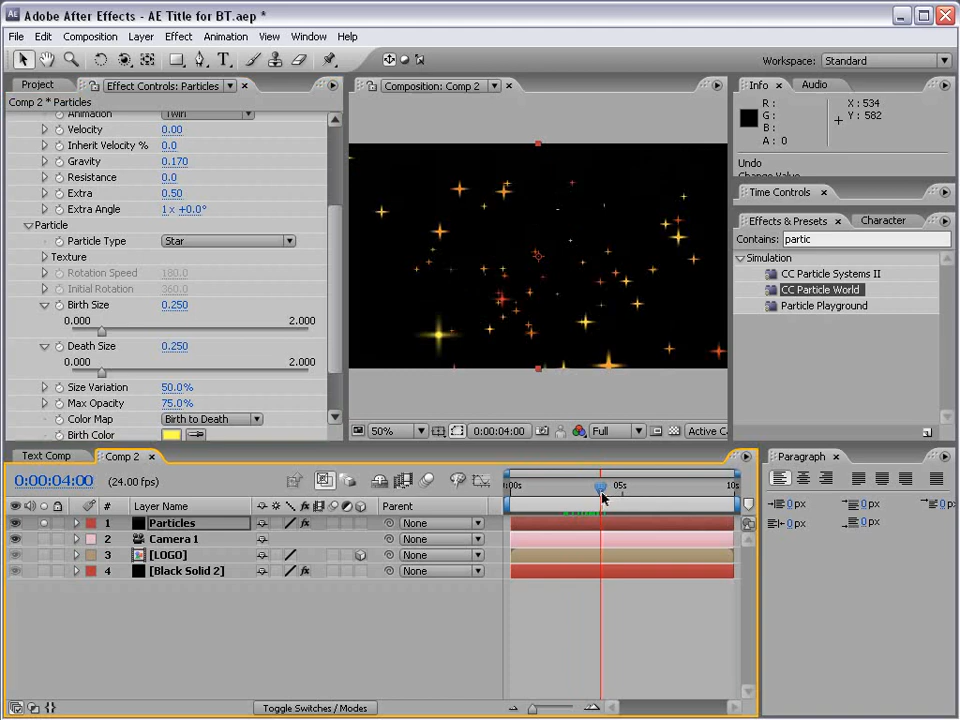 AE Adobe After Effects - AE Title for BT.aep *
File Edit Composition Layer Effect Animation View Window Help
Workspace: Standard
Project Effect Controls: Particles
Comp 2 * Particles
Animation Twin
Velocity 0.00
Inherit Velocity % 0.0
Gravity 0.170
Resistance 0.0
Extra 0.50
Extra Angle 1x +0.0°
Particle
Particle Type Star
Texture
Rotation Speed 180.0
Initial Rotation 360.0
Birth Size 0.250
0.000 2.000
Death Size 0.250
0.000 2.000
Size Variation 50.0%
Max Opacity 75.0%
Color Map Birth to Death
Birth Color
Composition: Comp 2
50% 0:00:04:00 Full Active C
Info Audio
R: X: 534
G: Y: 582
B:
A: 0
Undo
Change Value
Time Controls
Effects & Presets Character
Contains: partic
Simulation
CC Particle Systems II
CC Particle World
Particle Playground
Text Comp Comp 2
0:00:04:00 (24.00 fps)
:00s 05s 10s
# Layer Name Parent
1 Particles None
2 Camera 1 None
3 [LOGO] None
4 [Black Solid 2] None
Toggle Switches / Modes
Paragraph
0 px 0 px 0 px
0 px 0 px